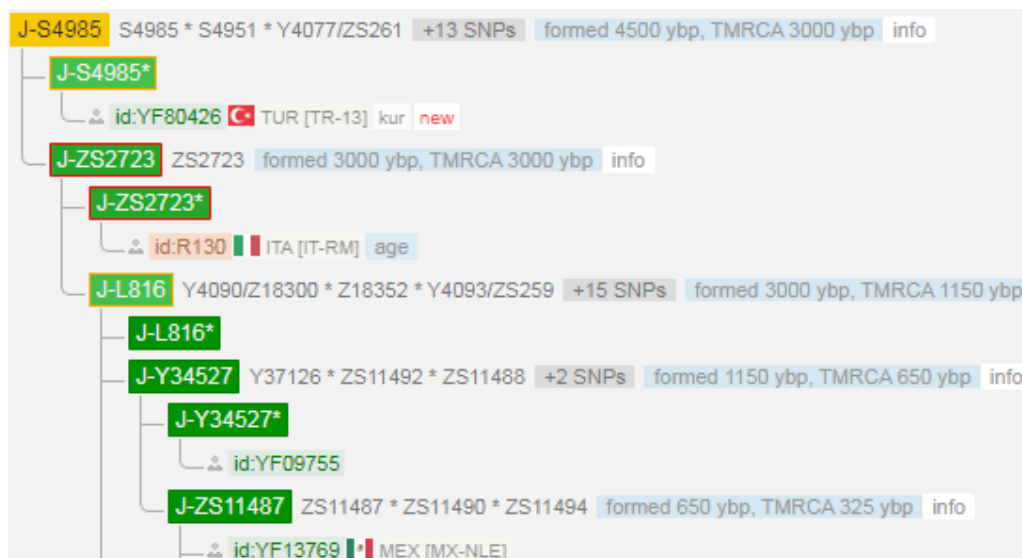 J-S4985 S4985 * S4951 * Y4077/ZS261 +13 SNPs formed 4500 ybp, TMRCA 3000 ybp info
J-S4985*
id:YF80426 TUR [TR-13] kur new
J-ZS2723 ZS2723 formed 3000 ybp, TMRCA 3000 ybp info
J-ZS2723*
id:R130 ITA [IT-RM] age
J-L816 Y4090/Z18300 * Z18352 * Y4093/ZS259 +15 SNPs formed 3000 ybp, TMRCA 1150 ybp
J-L816*
J-Y34527 Y37126 * ZS11492 * ZS11488 +2 SNPs formed 1150 ybp, TMRCA 650 ybp info
J-Y34527*
id:YF09755
J-ZS11487 ZS11487 * ZS11490 * ZS11494 formed 650 ybp, TMRCA 325 ybp info
id:YF13769 MEX [MX-NLE]